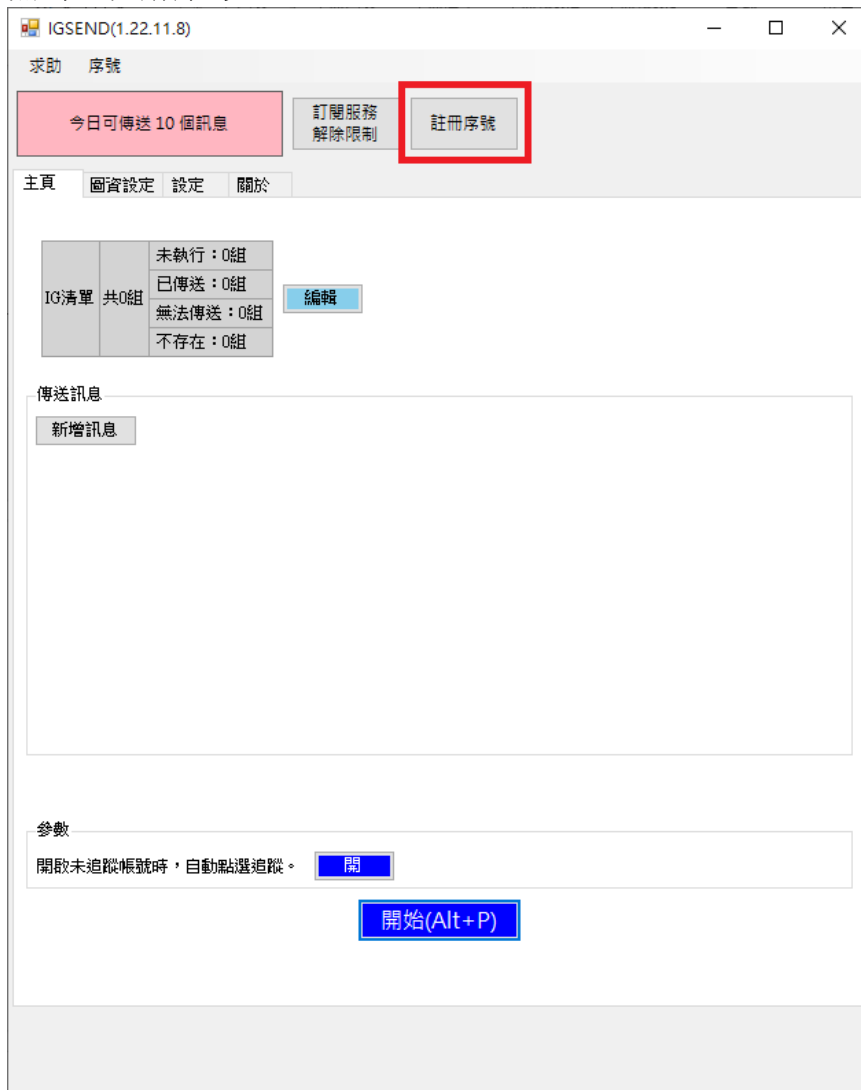 IGSEND(1.22.11.8)
求助 序號
今日可傳送 10 個訊息
訂閱服務
解除限制
註冊序號
主頁 圖資設定 設定 關於
IG清單 共0組
未執行：0組
已傳送：0組
無法傳送：0組
不存在：0組
編輯
傳送訊息
新增訊息
參數
開啟未追蹤帳號時，自動點選追蹤。 開
開始(Alt+P)